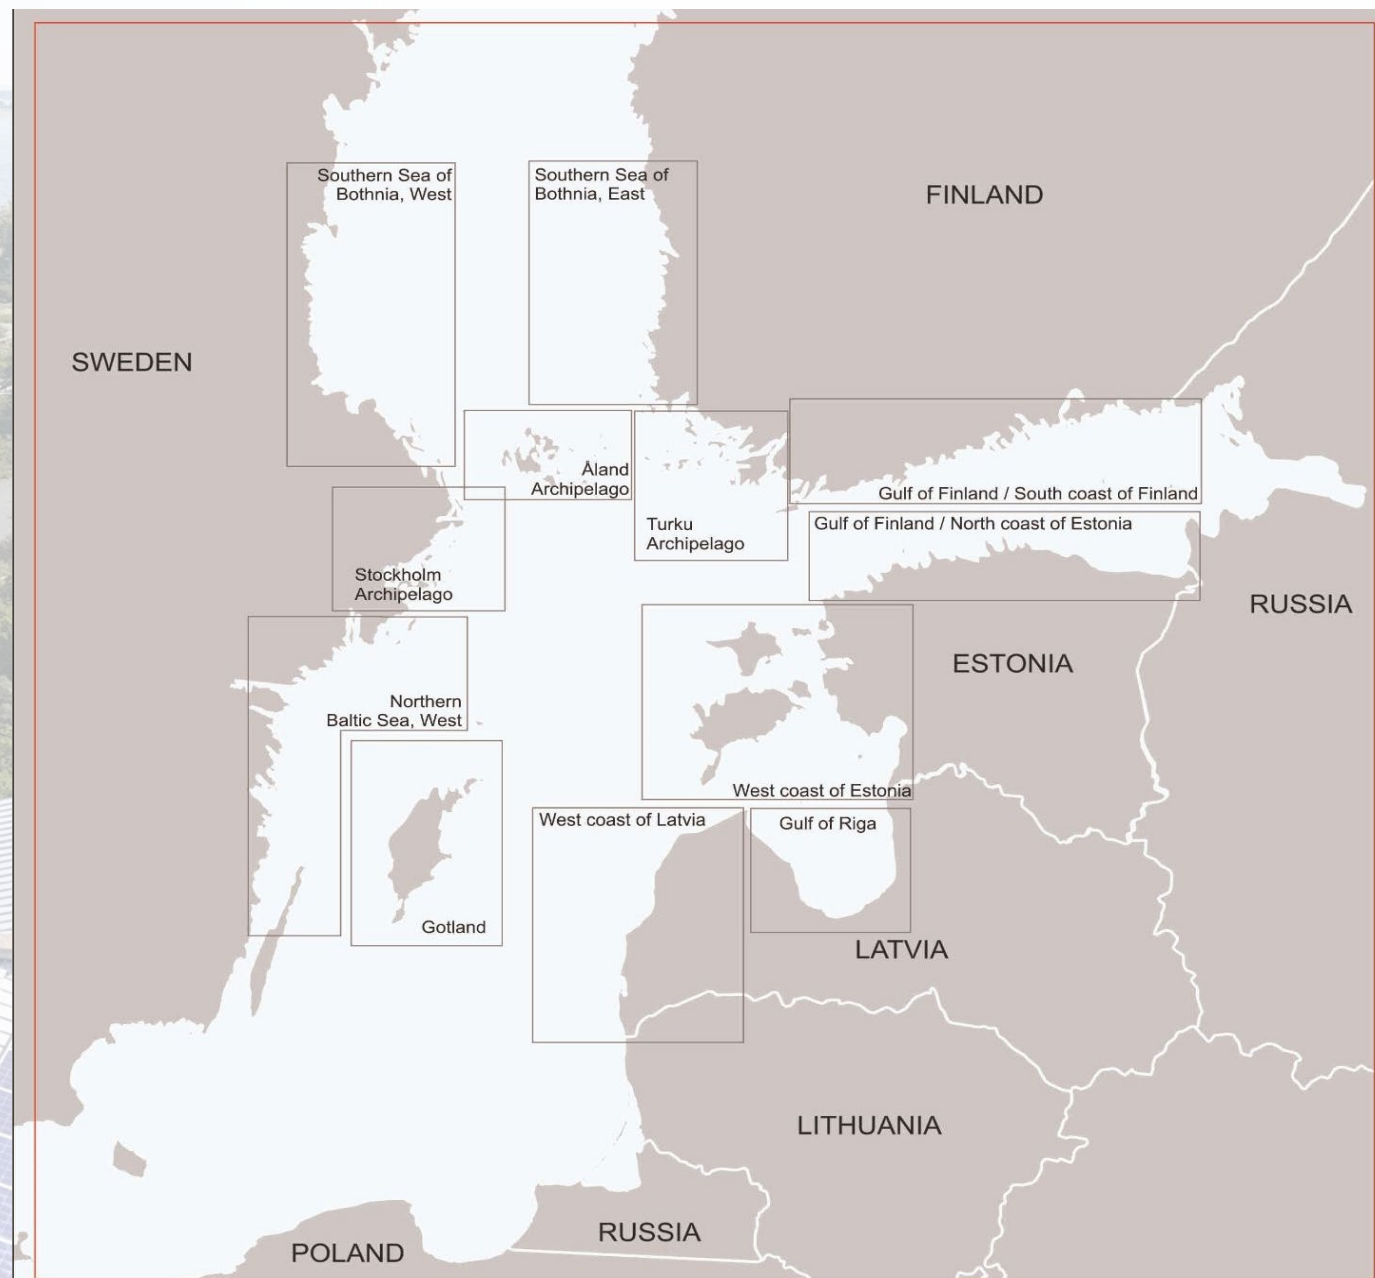 Southern Sea of
Bothnia, West
Southern Sea of
Bothnia, East
FINLAND
SWEDEN
Åland
Archipelago
Gulf of Finland / South coast of Finland
Turku
Archipelago
Gulf of Finland / North coast of Estonia
Stockholm
Archipelago
RUSSIA
ESTONIA
Northern
Baltic Sea, West
West coast of Estonia
West coast of Latvia
Gulf of Riga
Gotland
LATVIA
LITHUANIA
RUSSIA
POLAND